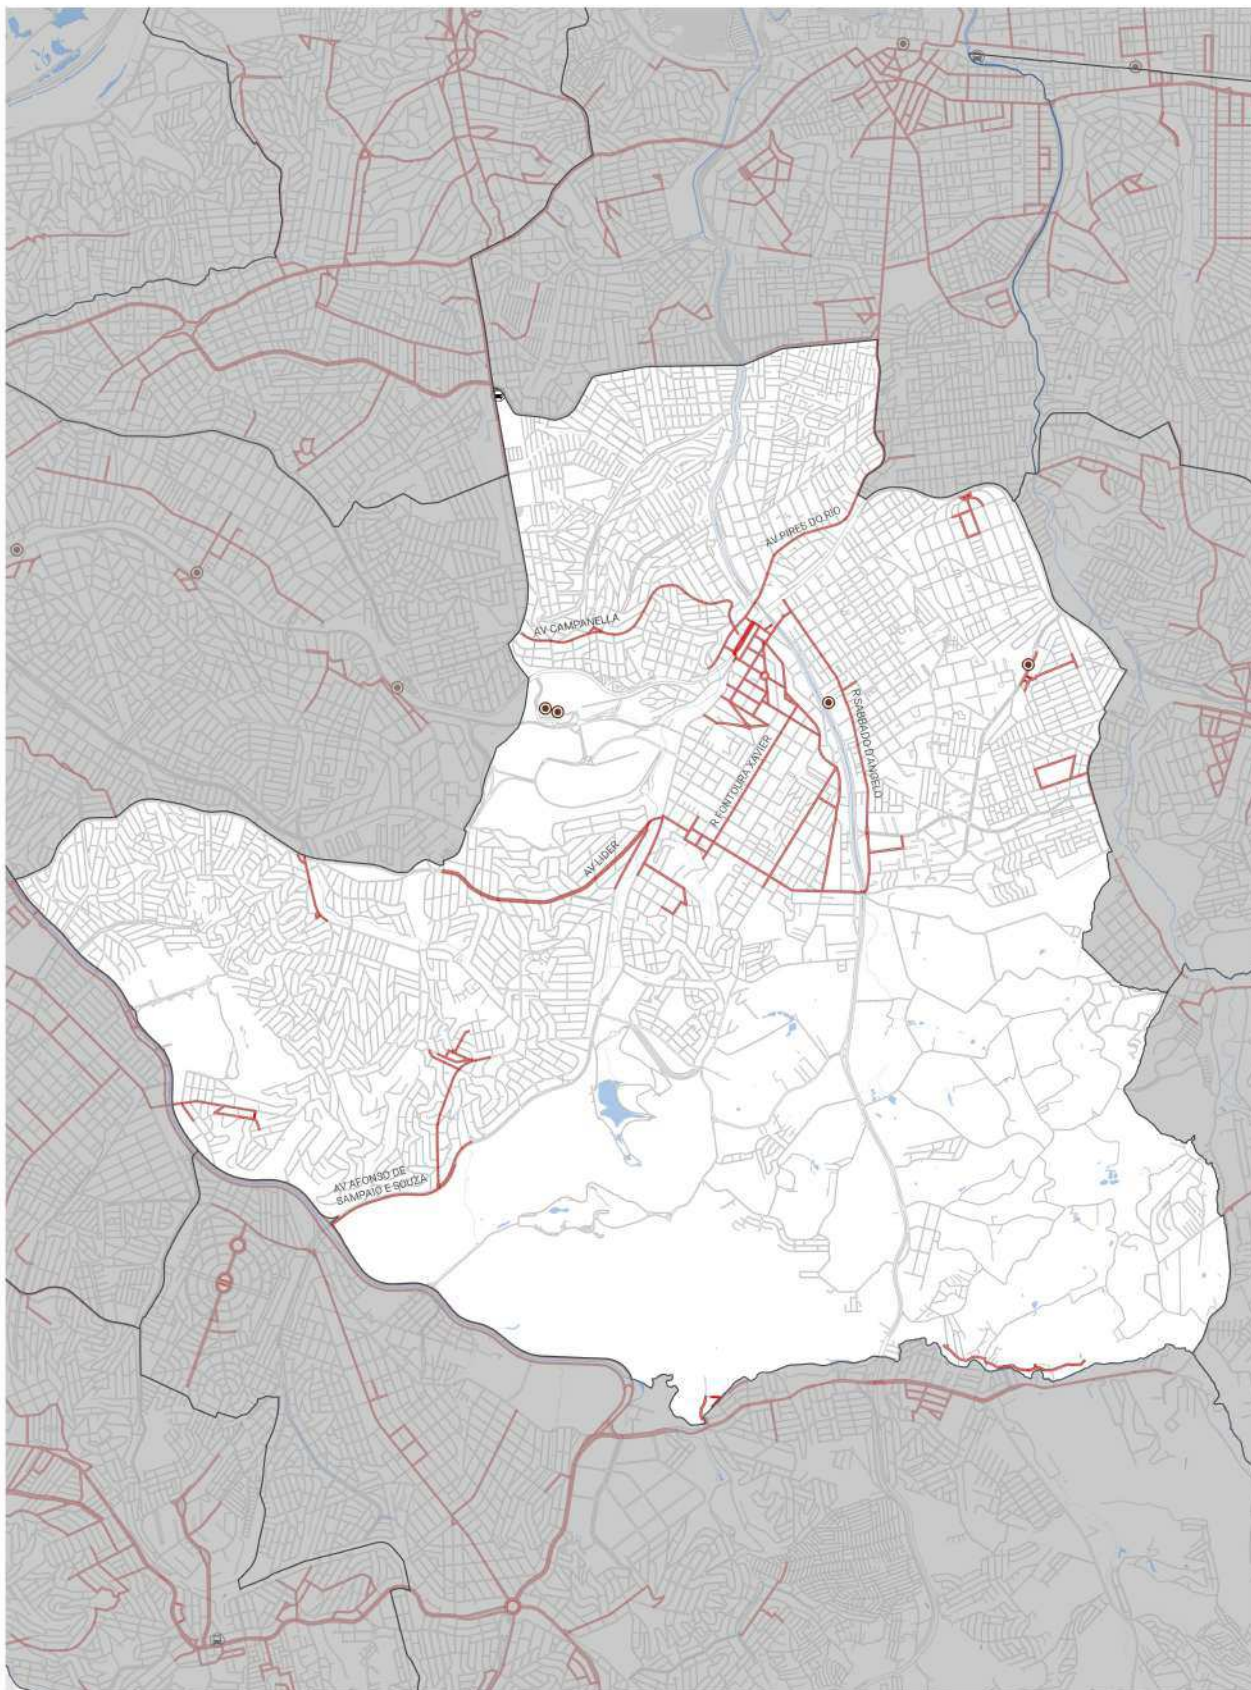 AV PIRES DO RIO
AV CAMPANELLA
R SABBADO D'ANGELO
R FONTOURA XAVIER
AV LIDER
AV AFONSO DE
SAMPAIO E SOUZA